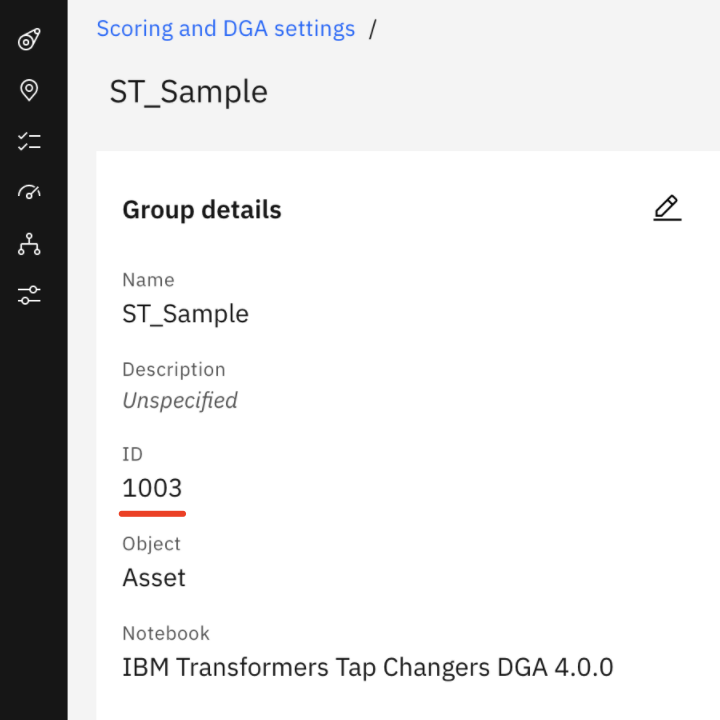 Scoring and DGA settings /
ST_Sample
Group details
Name
ST_Sample
Description
Unspecified
ID
1003
Object
Asset
Notebook
IBM Transformers Tap Changers DGA 4.0.0